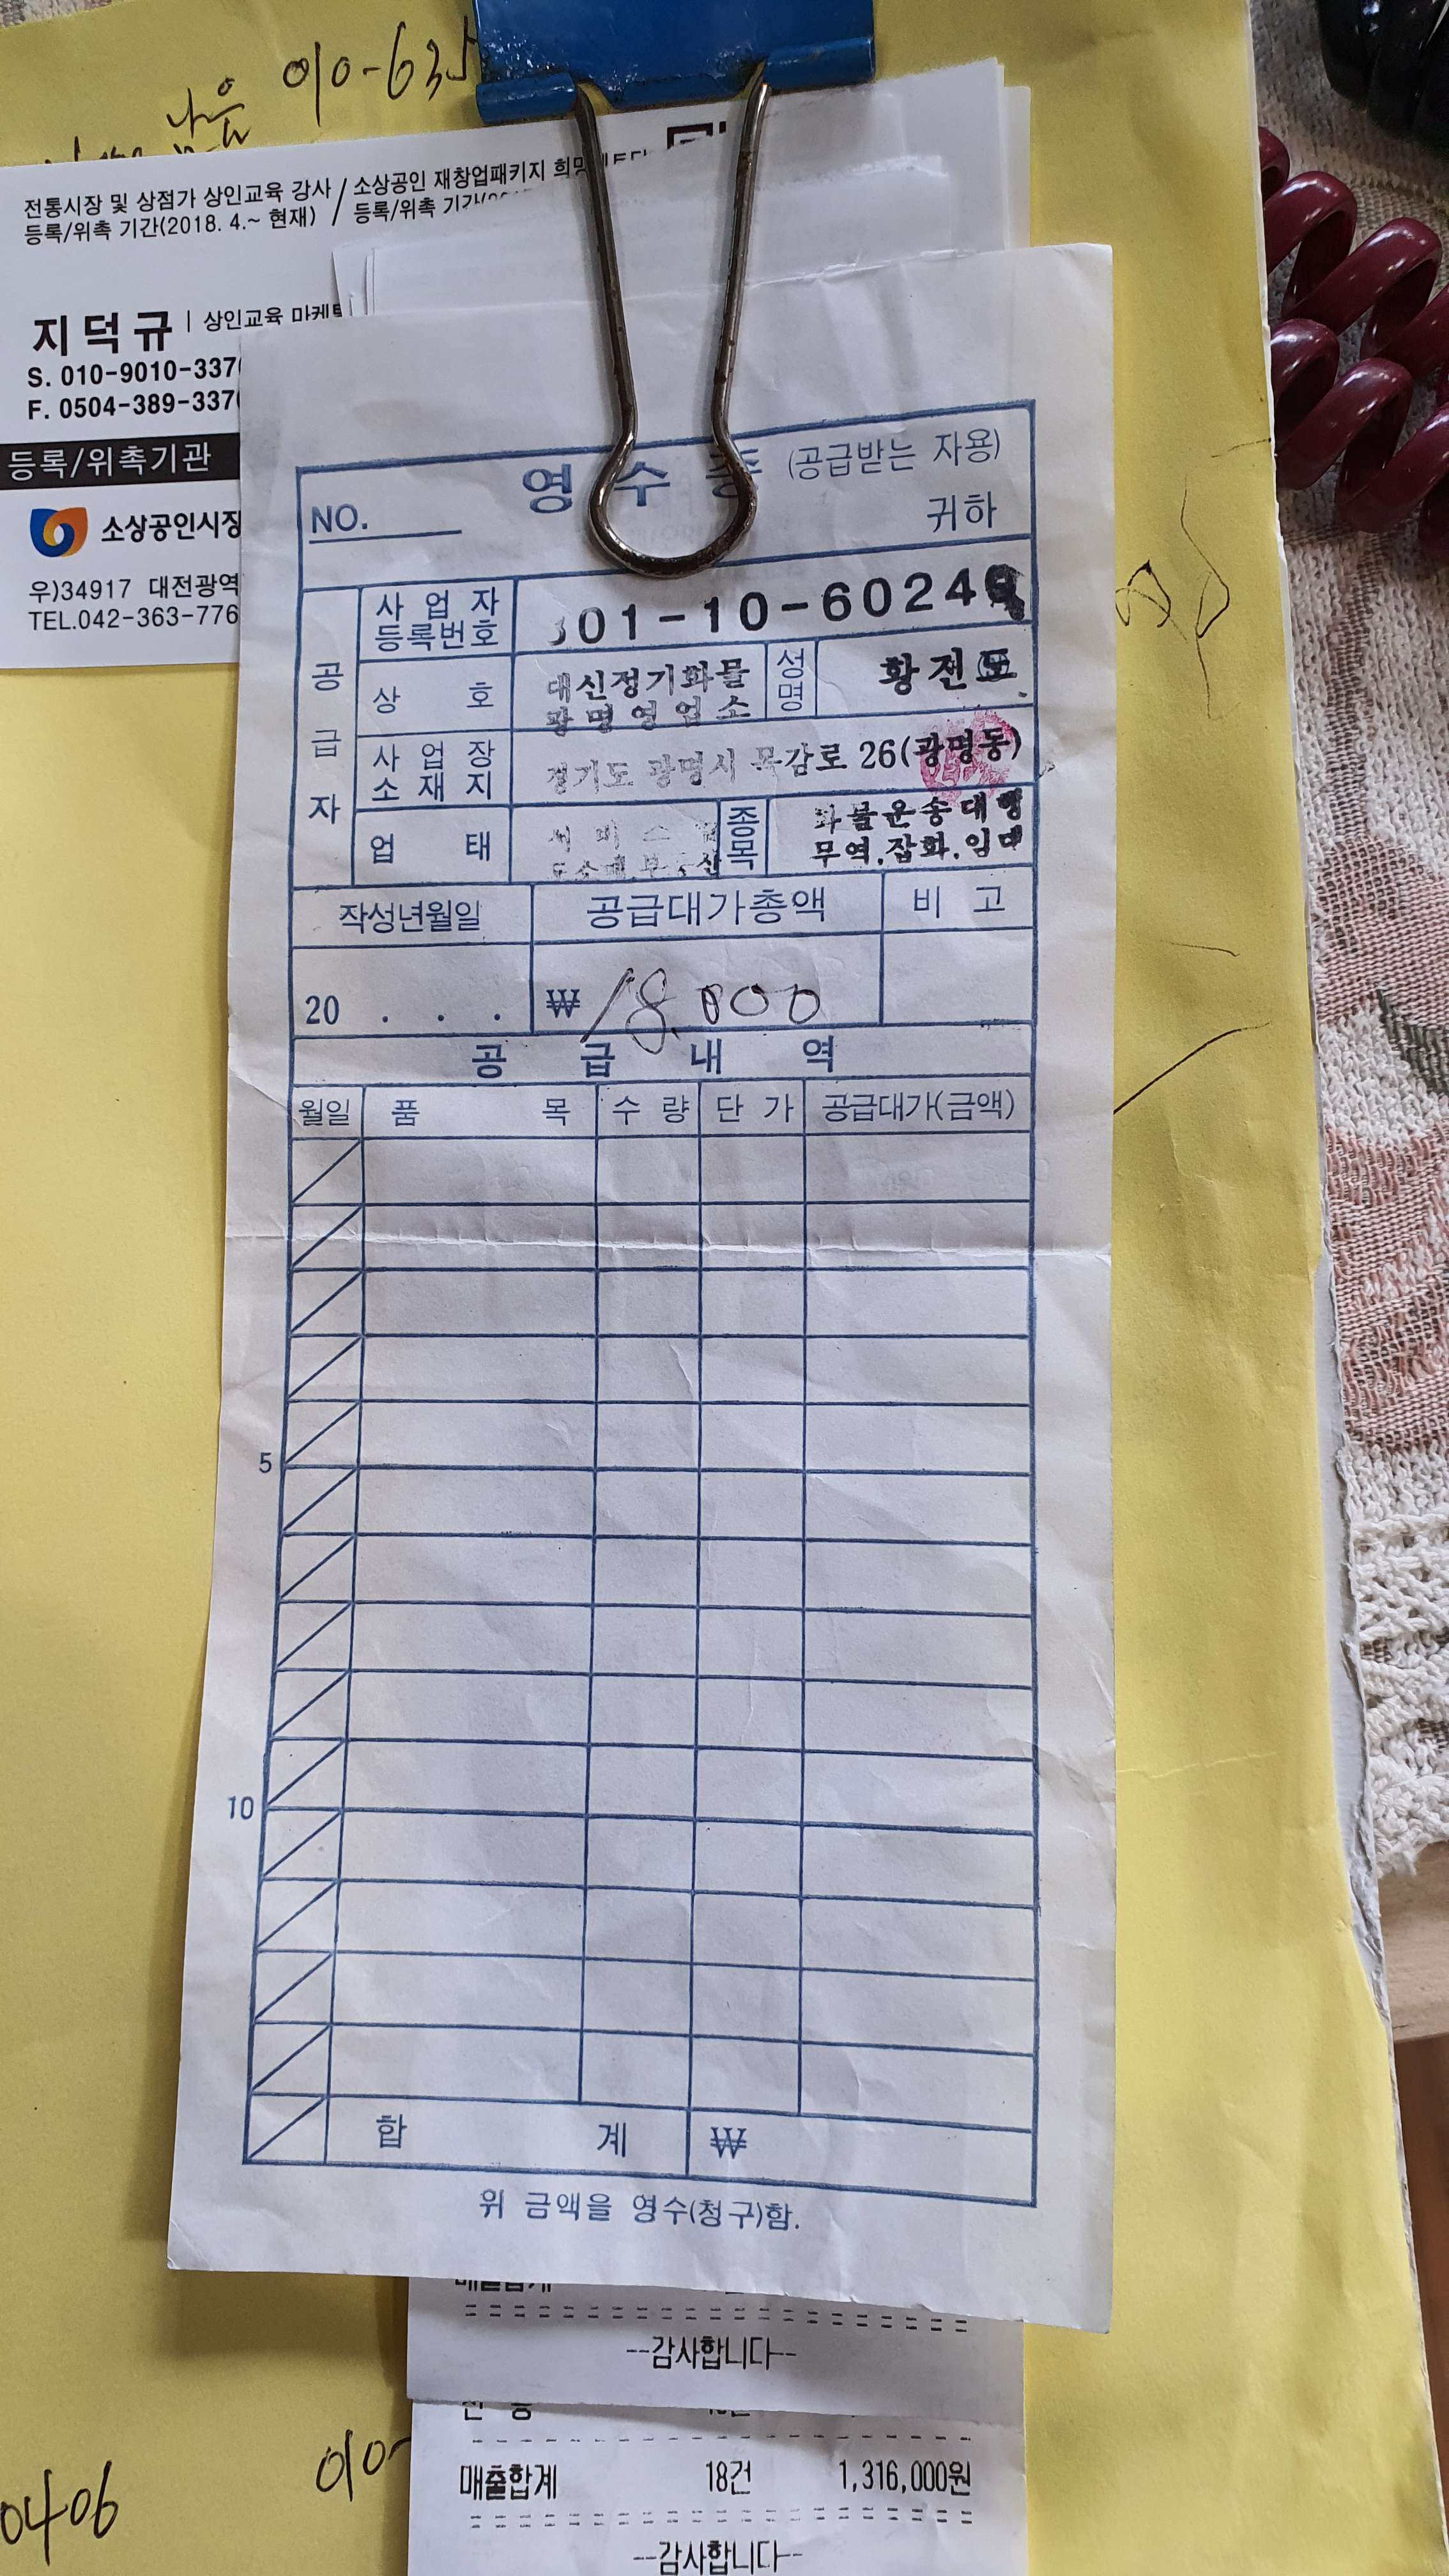 나음 010-635
전통시장 및 상점가 상인교육 강사 / 소상공인 재창업패키지 희망
등록/위촉 기간(2018. 4.~ 현재) / 등록/위촉 기간
지덕규 | 상인교육 마케
S. 010-9010-337
F. 0504-389-337
등록/위촉기관
소상공인시장
우)34917 대전광역
TEL.042-363-776
영수증 (공급받는 자용)
NO. 귀하
공급자
사업자등록번호 01-10-6024
상호 대신정기화물 광명영업소 성명 황전
사업장소재지 경기도 광명시 목감로 26(광명동)
업태 서비스 도소매.부동산 종목 화물운송대행 무역.잡화.임대
작성년월일 공급대가총액 비고
20 . . . ₩ 18.000
공급내역
월일 품목 수량 단가 공급대가(금액)
5
10
합계 ₩
위 금액을 영수(청구)함.
매출합계
--감사합니다--
매출합계 18건 1,316,000원
--감사합니다--
010-
0406